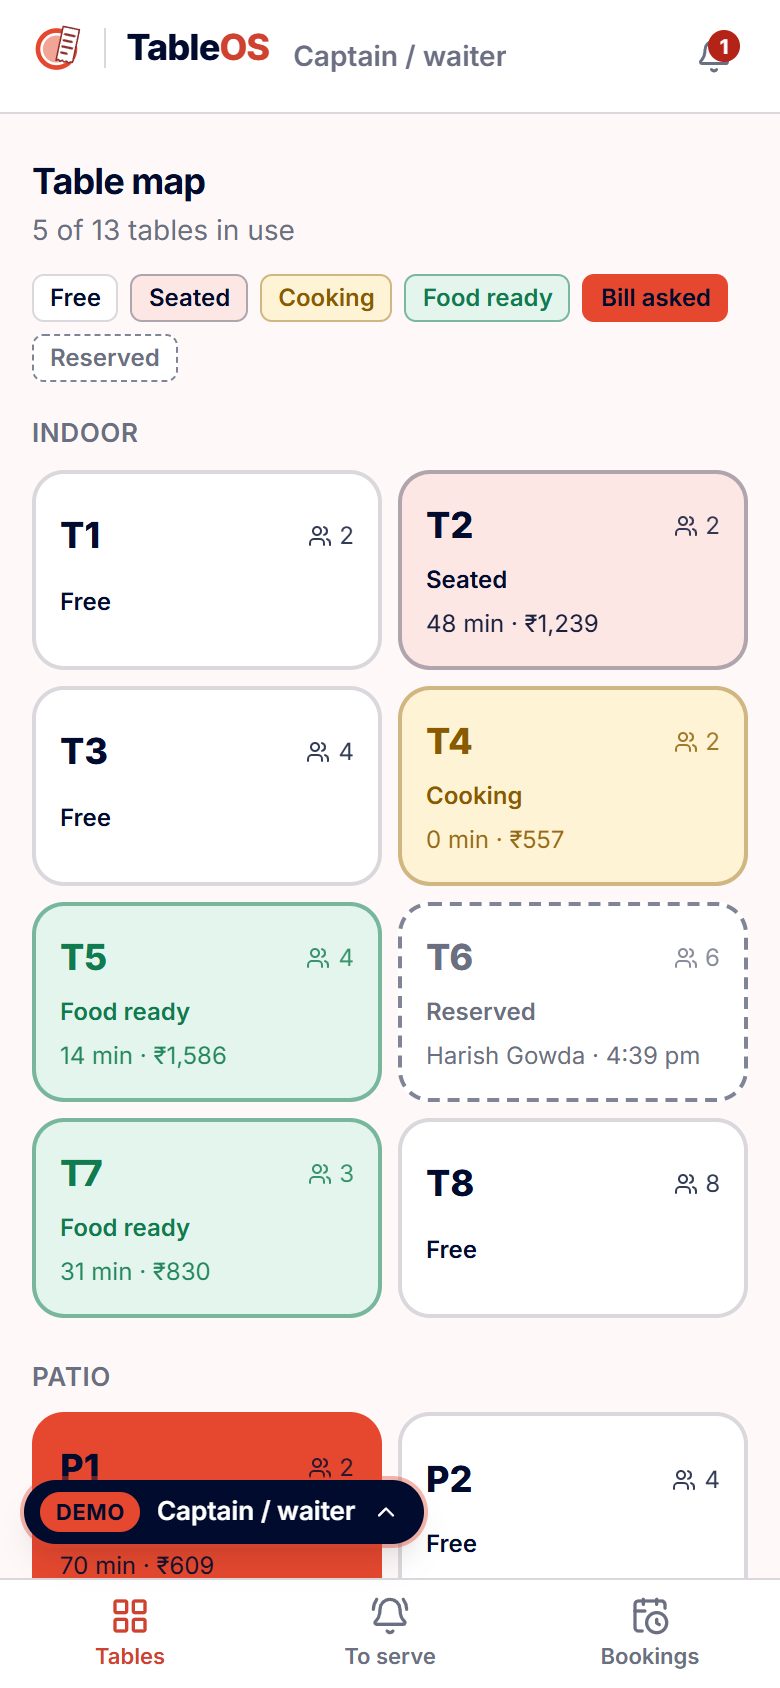 TableOS Captain / waiter 1
Table map
5 of 13 tables in use
Free Seated Cooking Food ready Bill asked
Reserved
INDOOR
T1 2
Free
T2 2
Seated
48 min · ₹1,239
T3 4
Free
T4 2
Cooking
0 min · ₹557
T5 4
Food ready
14 min · ₹1,586
T6 6
Reserved
Harish Gowda · 4:39 pm
T7 3
Food ready
31 min · ₹830
T8 8
Free
PATIO
P1 2
70 min · ₹609
P2 4
Free
DEMO Captain / waiter
Tables To serve Bookings